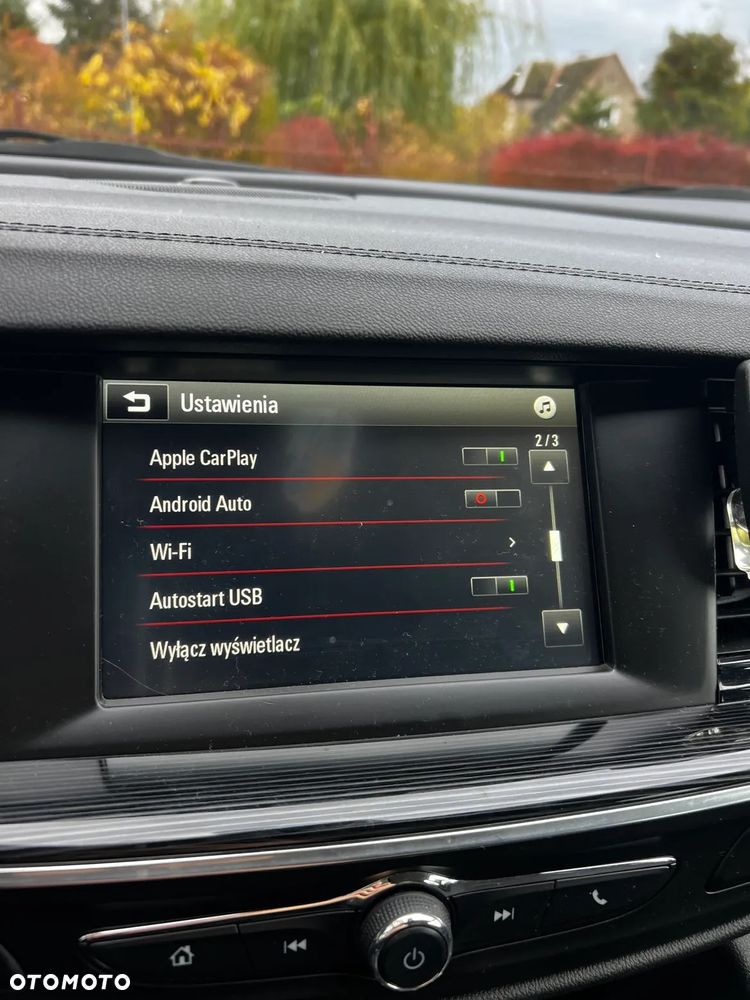 Ustawienia
2/3
Apple CarPlay
Android Auto
Wi-Fi
Autostart USB
Wyłącz wyświetlacz
OTOMOTO